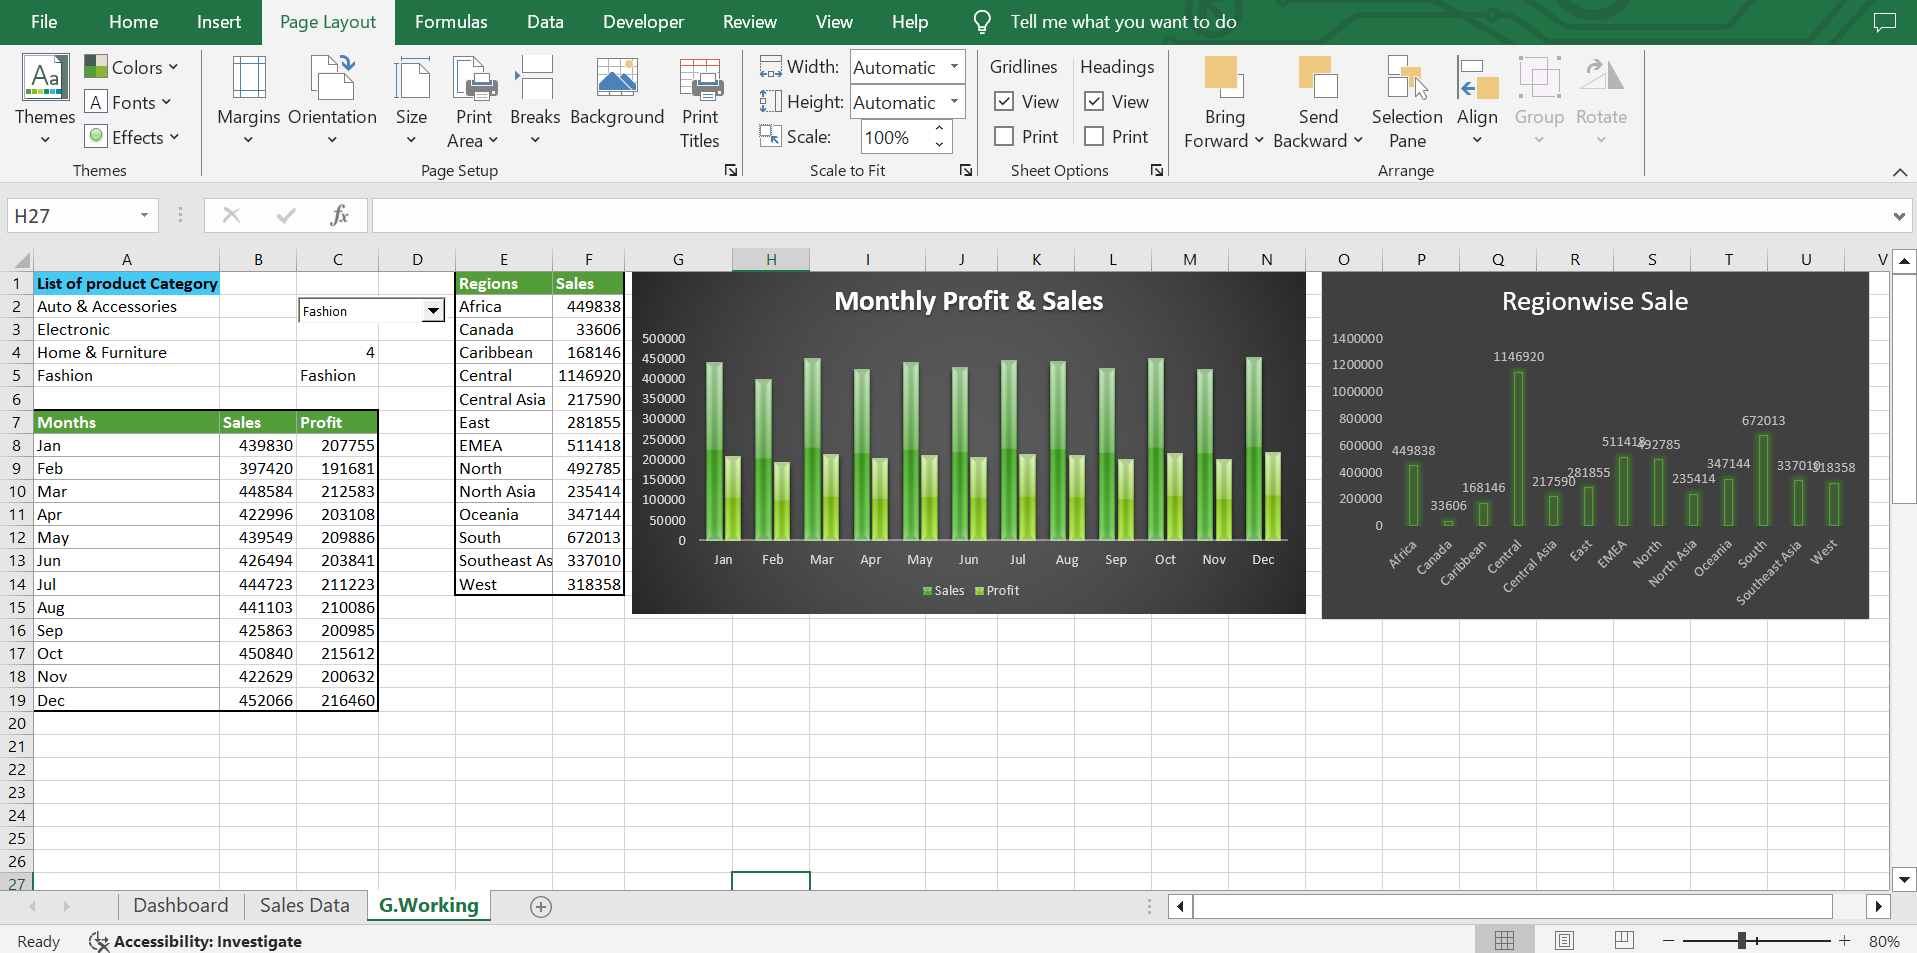 File Home Insert Page Layout Formulas Data Developer Review View Help Tell me what you want to do
Aa Themes Colors A Fonts Effects
Themes
Margins Orientation Size Print Area Breaks Background Print Titles
Page Setup
Width: Automatic
Height: Automatic
Scale: 100%
Scale to Fit
Gridlines Headings
View View
Print Print
Sheet Options
Bring Forward Send Backward Selection Pane Align Group Rotate
Arrange
H27 fx
A B C D E F G H I J K L M N O P Q R S T U V
1 List of product Category Regions Sales
2 Auto & Accessories Fashion Africa 449838
3 Electronic Canada 33606
4 Home & Furniture 4 Caribbean 168146
5 Fashion Fashion Central 1146920
6 Central Asia 217590
7 Months Sales Profit East 281855
8 Jan 439830 207755 EMEA 511418
9 Feb 397420 191681 North 492785
10 Mar 448584 212583 North Asia 235414
11 Apr 422996 203108 Oceania 347144
12 May 439549 209886 South 672013
13 Jun 426494 203841 Southeast As 337010
14 Jul 444723 211223 West 318358
15 Aug 441103 210086
16 Sep 425863 200985
17 Oct 450840 215612
18 Nov 422629 200632
19 Dec 452066 216460
20
21
22
23
24
25
26
27
Monthly Profit & Sales
500000
450000
400000
350000
300000
250000
200000
150000
100000
50000
0
Jan Feb Mar Apr May Jun Jul Aug Sep Oct Nov Dec
Sales Profit
Regionwise Sale
1400000
1200000
1000000
800000
600000
400000
200000
0
449838 33606 168146 1146920 217590 281855 511418 492785 235414 347144 672013 337010 318358
Africa Canada Caribbean Central Central Asia East EMEA North North Asia Oceania South Southeast Asia West
Dashboard Sales Data G.Working
Ready Accessibility: Investigate 80%